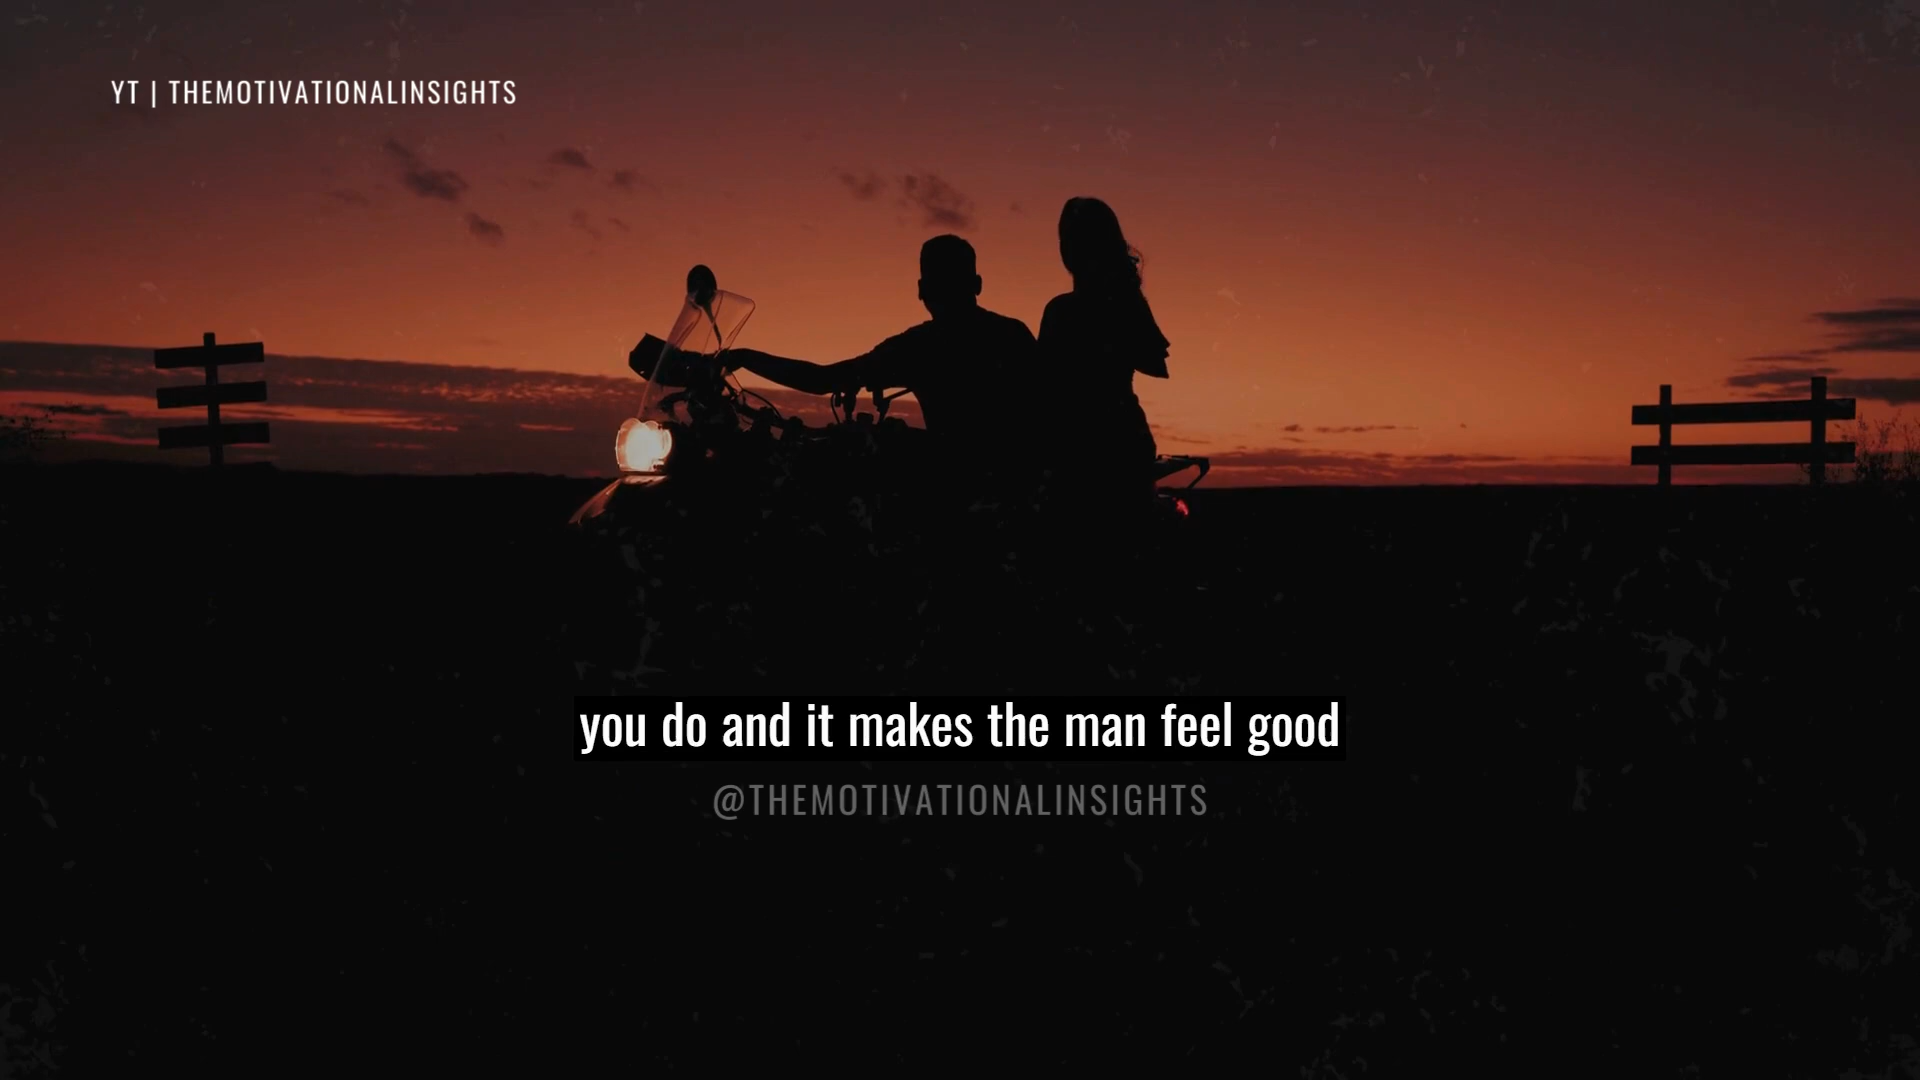 YT | THEMOTIVATIONALINSIGHTS
you do and it makes the man feel good
@THEMOTIVATIONALINSIGHTS